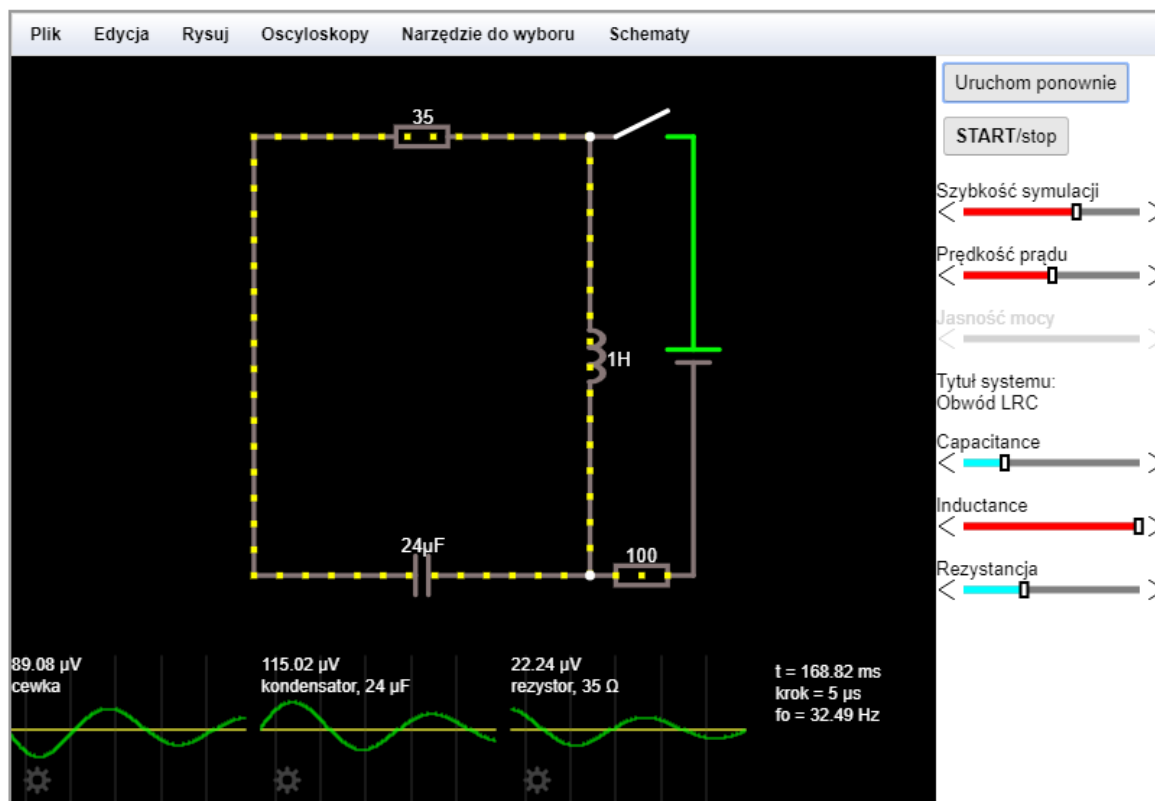 Plik Edycja Rysuj Oscyloskopy Narzędzie do wyboru Schematy
Uruchom ponownie
START/stop
Szybkość symulacji
Prędkość prądu
Jasność mocy
Tytuł systemu:
Obwód LRC
Capacitance
Inductance
Rezystancja
35
1H
24µF
100
89.08 µV
cewka
115.02 µV
kondensator, 24 µF
22.24 µV
rezystor, 35 Ω
t = 168.82 ms
krok = 5 µs
fo = 32.49 Hz